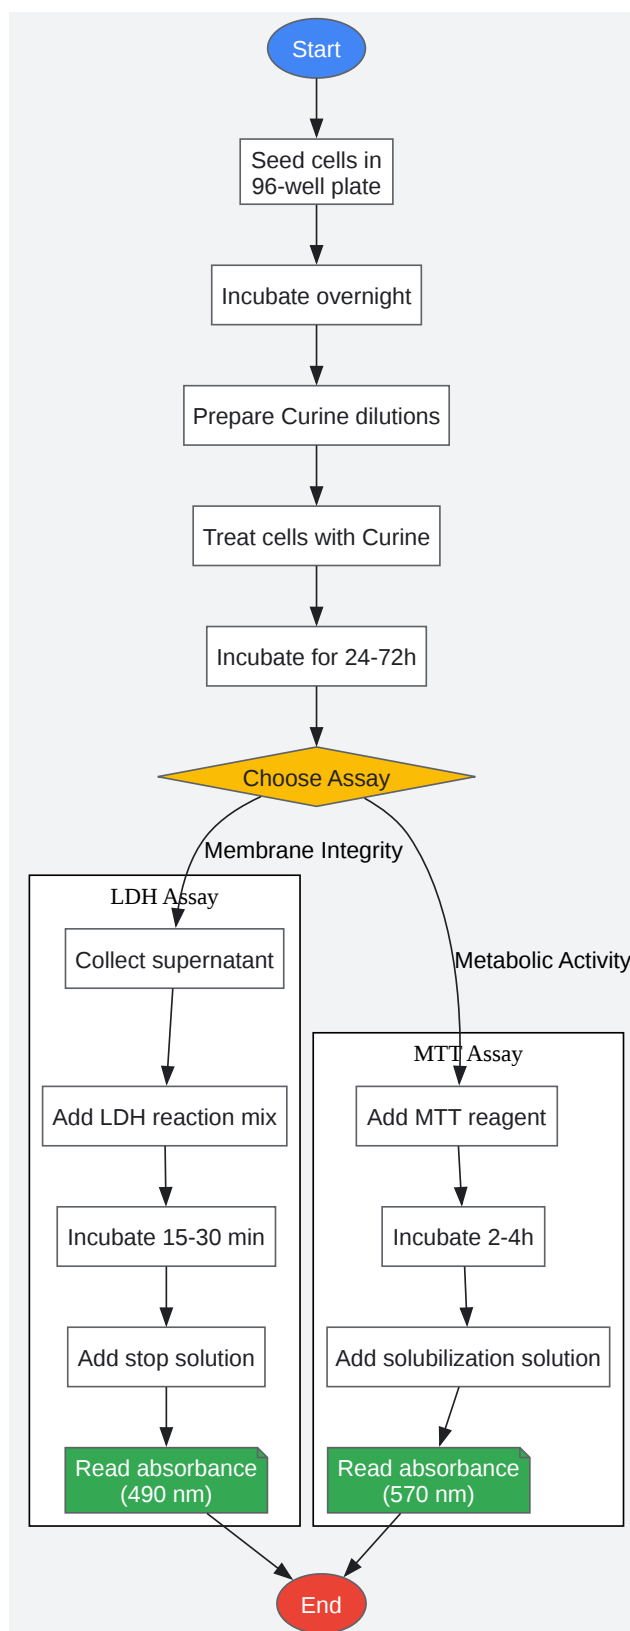 Start
Seed cells in
96-well plate
Incubate overnight
Prepare Curine dilutions
Treat cells with Curine
Incubate for 24-72h
Choose Assay
Membrane Integrity
LDH Assay
Collect supernatant
Add LDH reaction mix
Incubate 15-30 min
Add stop solution
Read absorbance
(490 nm)
Metabolic Activity
MTT Assay
Add MTT reagent
Incubate 2-4h
Add solubilization solution
Read absorbance
(570 nm)
End